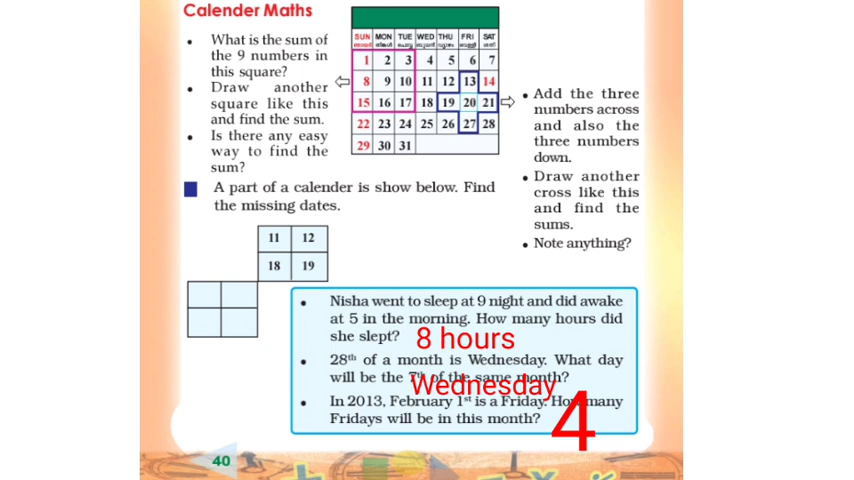 Calender Maths
• What is the sum of
the 9 numbers in
this square?
• Draw another
square like this
and find the sum.
• Is there any easy
way to find the
sum?
SUN MON TUE WED THU FRI SAT
1 2 3 4 5 6 7
8 9 10 11 12 13 14
15 16 17 18 19 20 21
22 23 24 25 26 27 28
29 30 31
• Add the three
numbers across
and also the
three numbers
down.
• Draw another
cross like this
and find the
sums.
• Note anything?
A part of a calender is show below. Find
the missing dates.
11 12
18 19
• Nisha went to sleep at 9 night and did awake
at 5 in the morning. How many hours did
she slept?
8 hours
• 28th of a month is Wednesday. What day
will be the 7th of the same month?
Wednesday
• In 2013, February 1st is a Friday. How many
Fridays will be in this month?
4
40